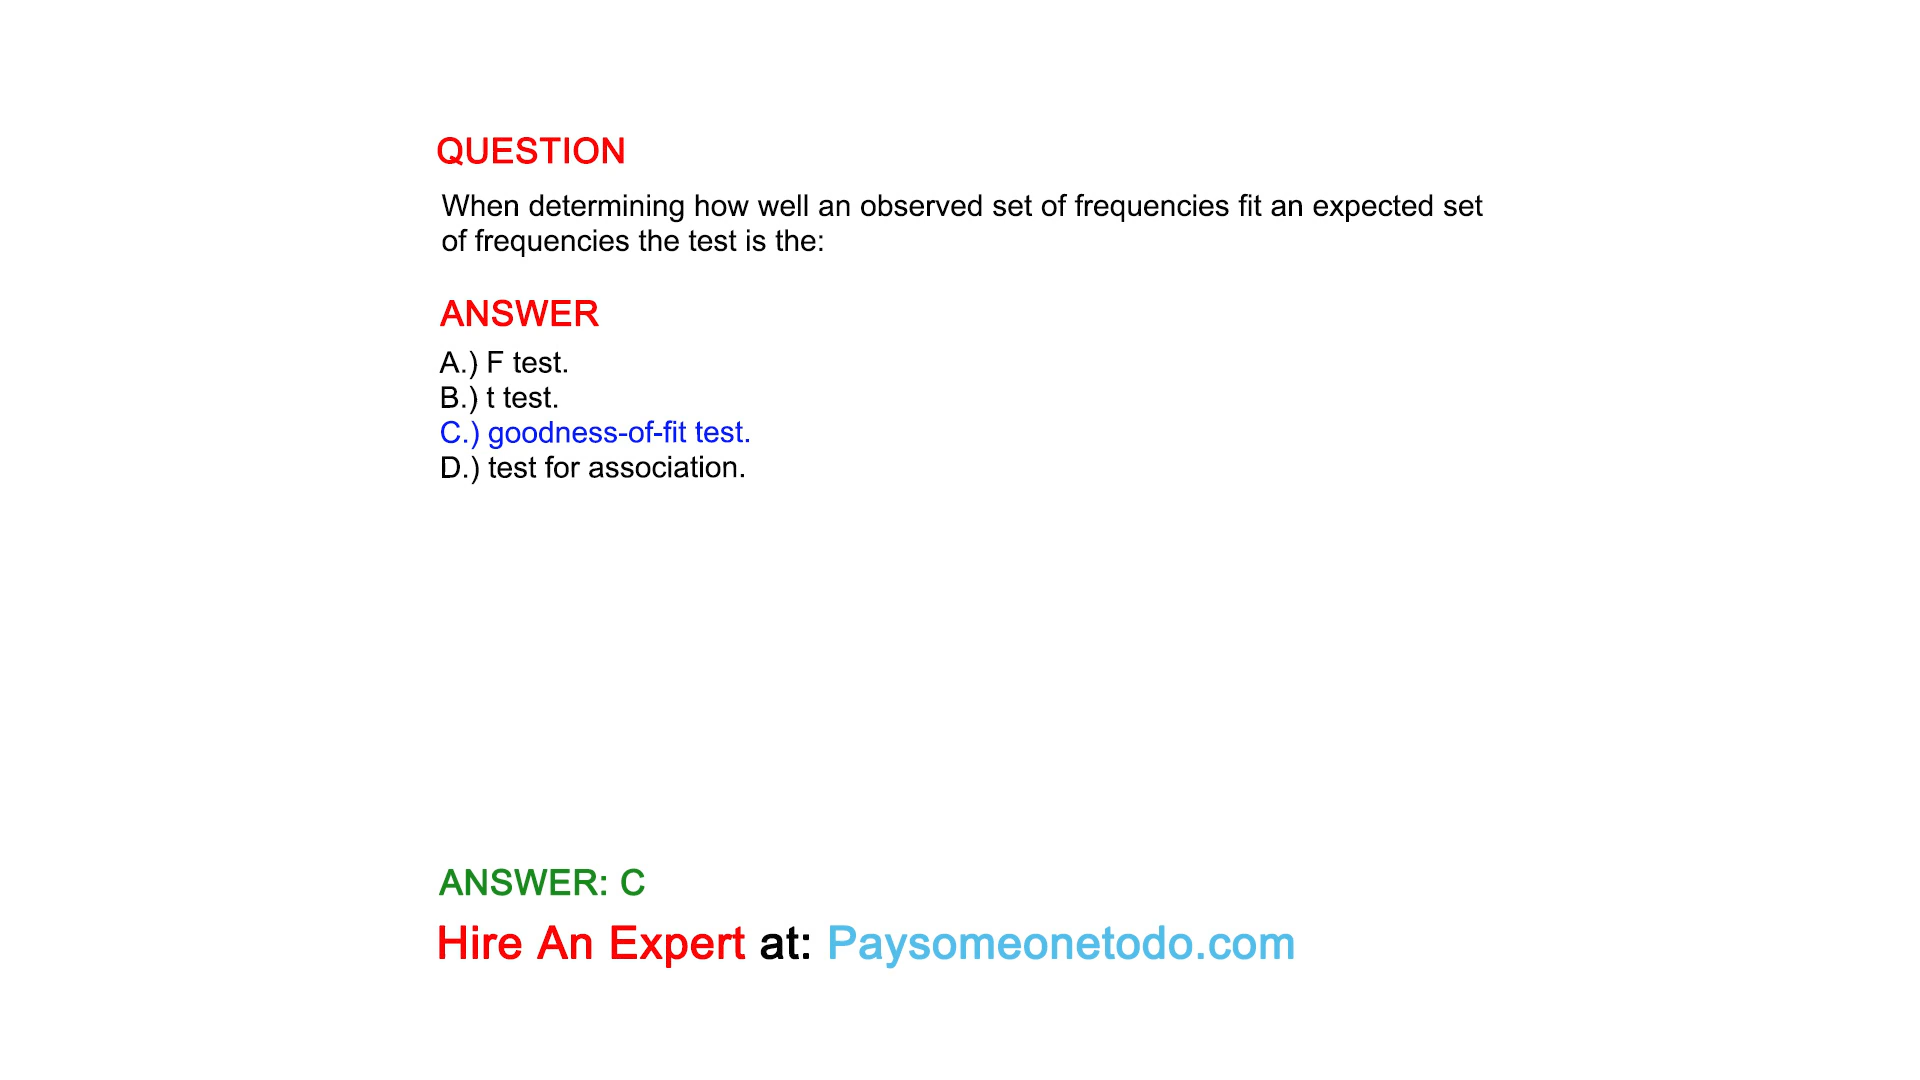 QUESTION
When determining how well an observed set of frequencies fit an expected set
of frequencies the test is the:
ANSWER
A.) F test.
B.) t test.
C.) goodness-of-fit test.
D.) test for association.
ANSWER: C
Hire An Expert at: Paysomeonetodo.com